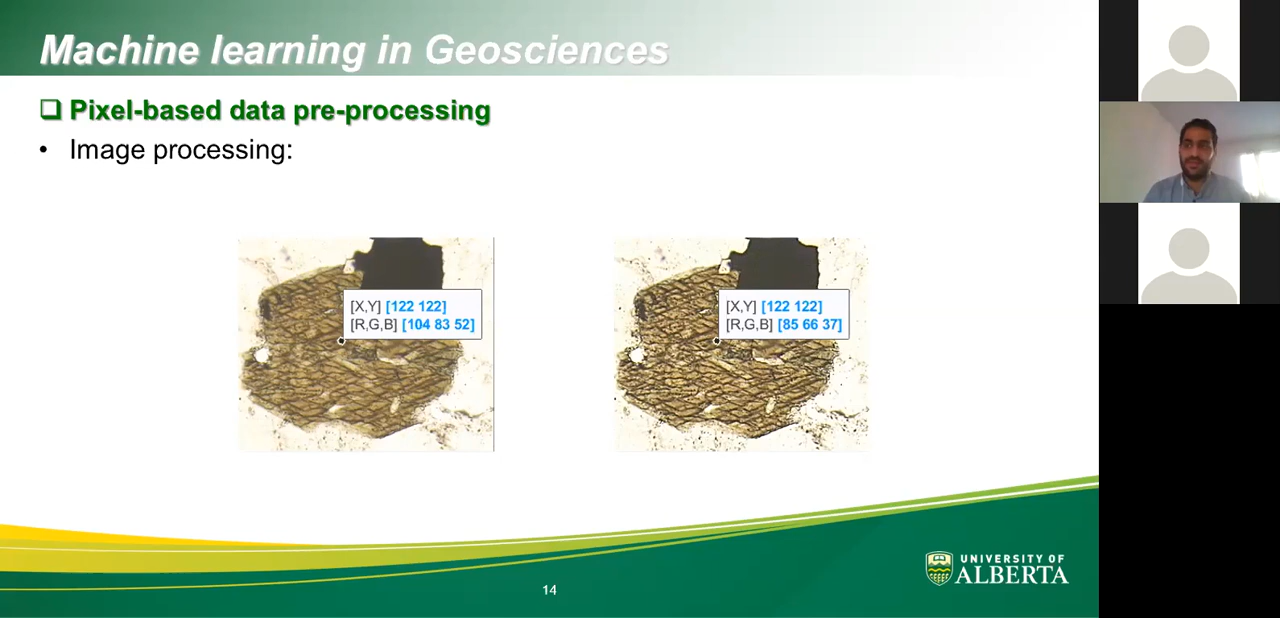 Machine learning in Geosciences
❑ Pixel-based data pre-processing
• Image processing:
[X,Y] [122 122]
[R,G,B] [104 83 52]
[X,Y] [122 122]
[R,G,B] [85 66 37]
14
UNIVERSITY OF
ALBERTA